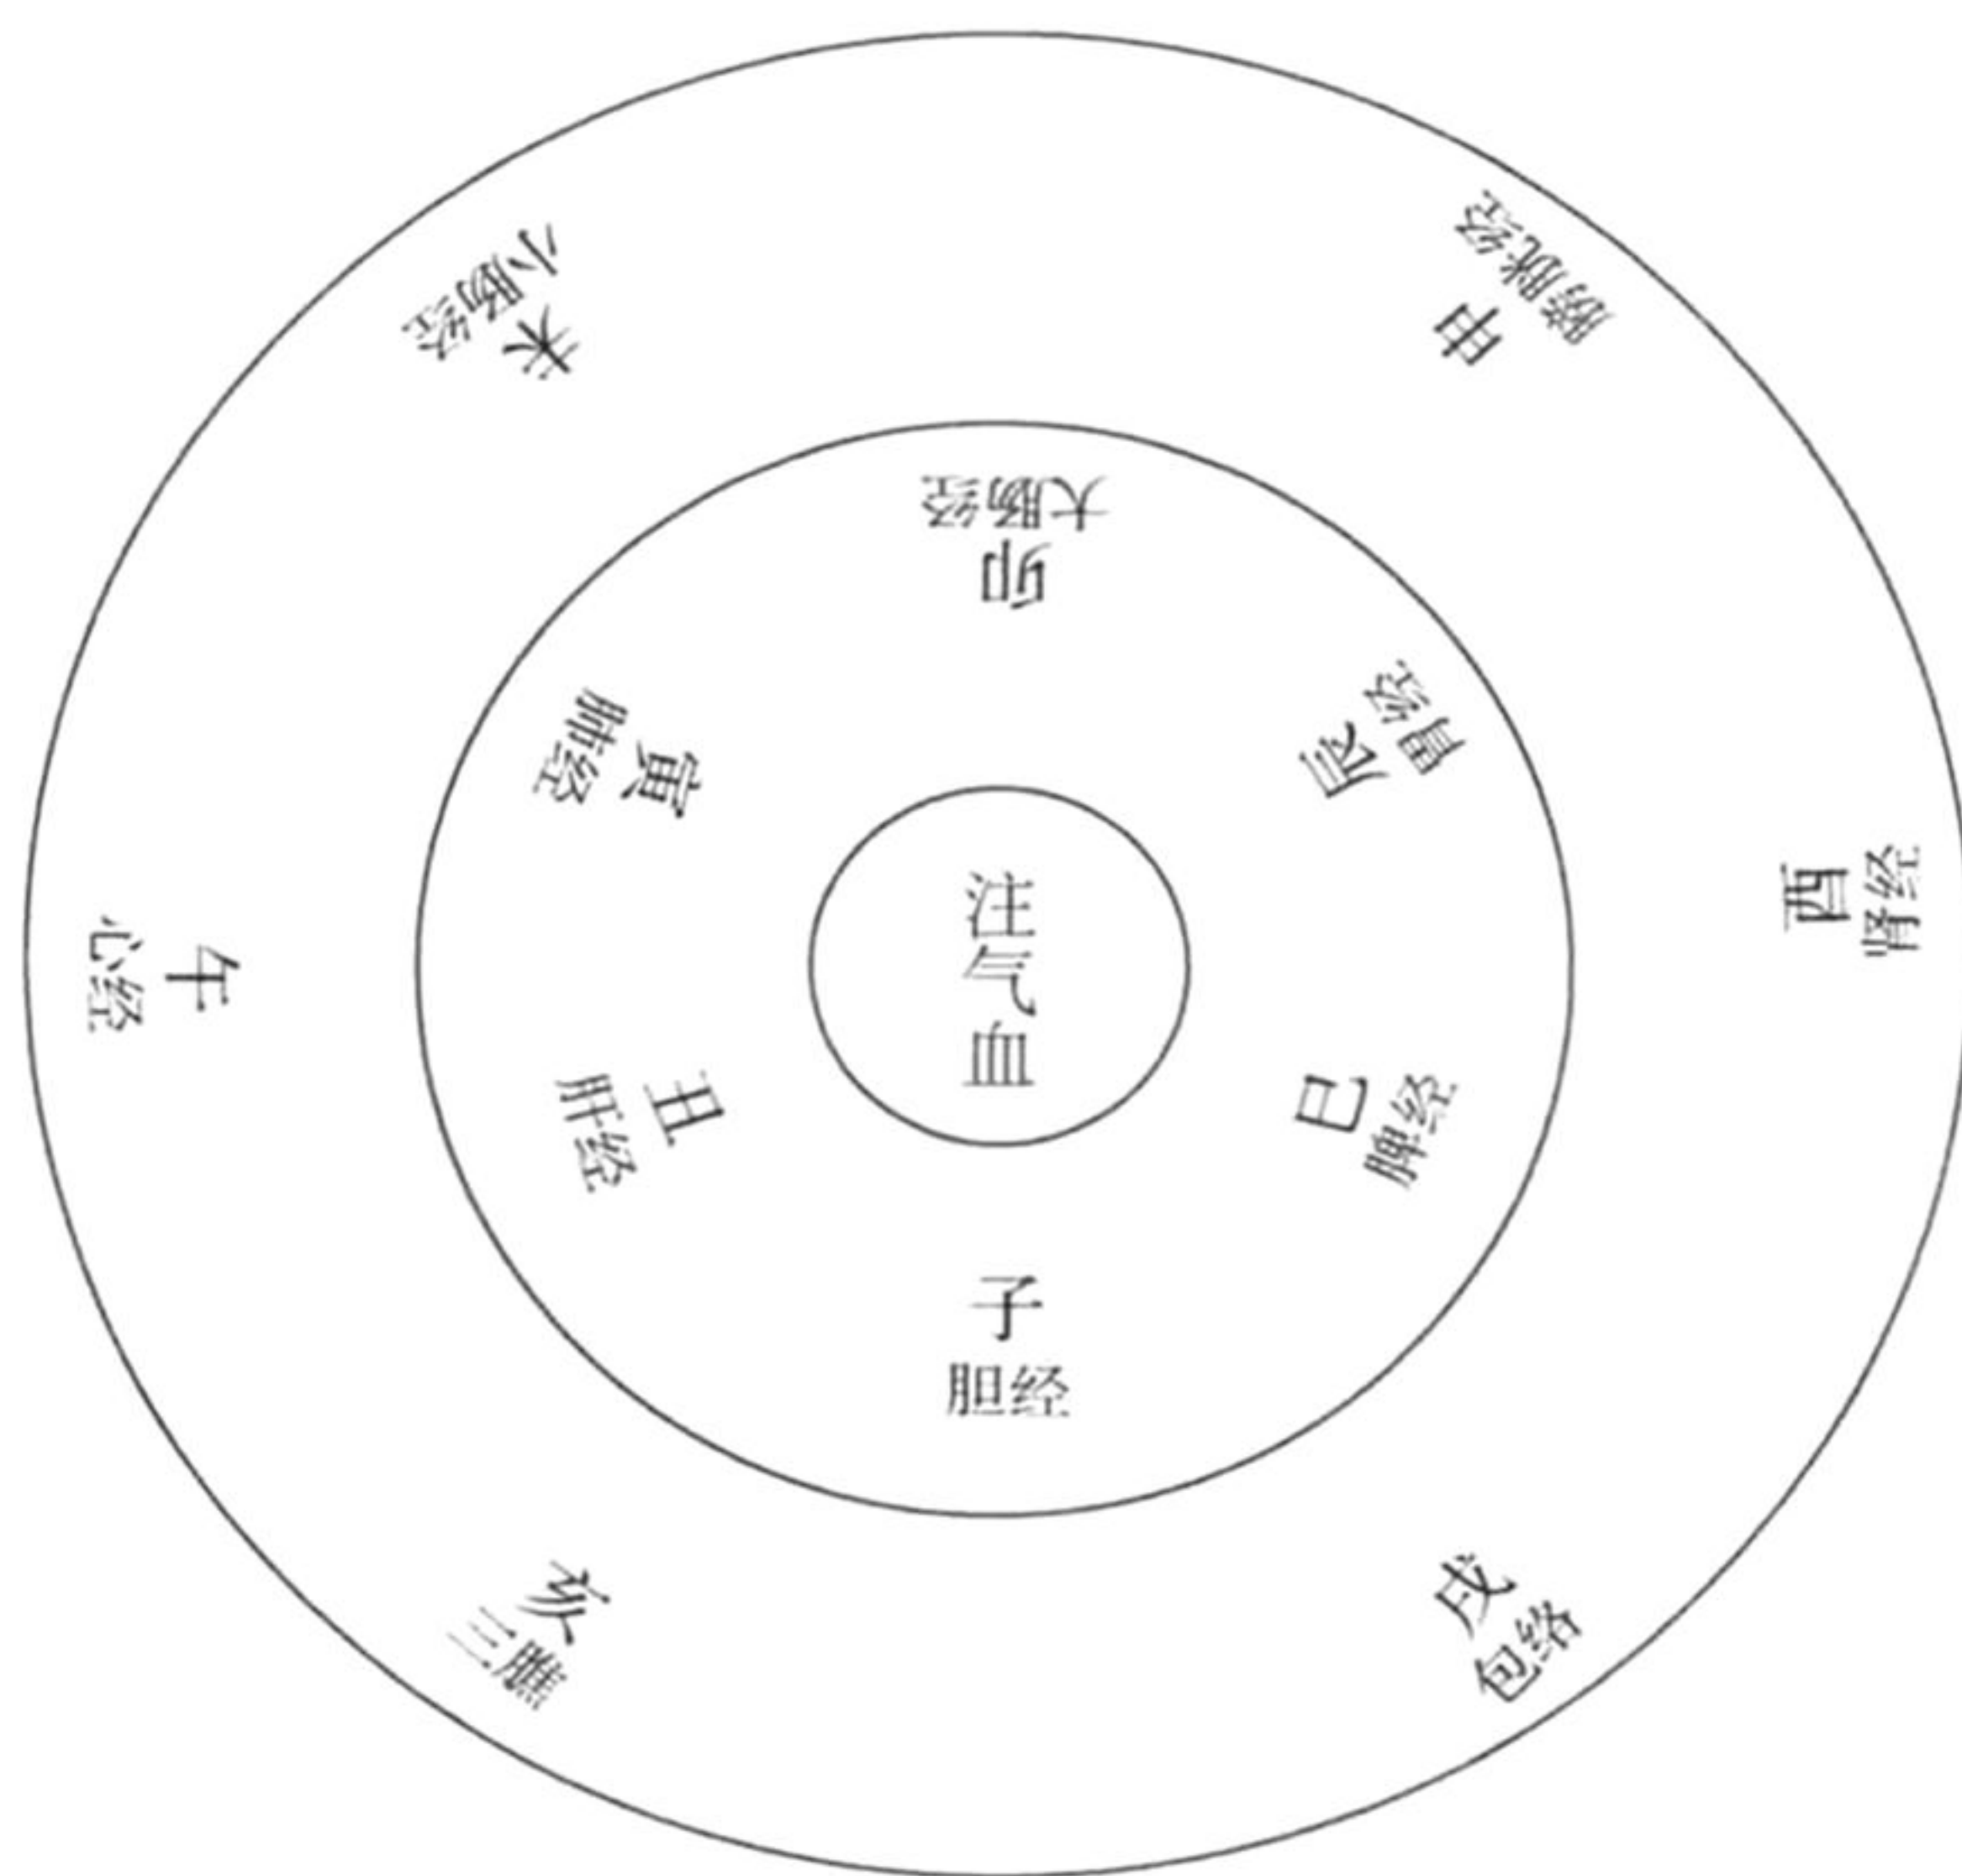 注
气
血
子
胆经
丑
肝经
寅
肺经
卯
大肠经
辰
胃经
巳
脾经
午
心经
未
小肠经
申
膀胱经
酉
肾经
戌
包络
亥
三膲